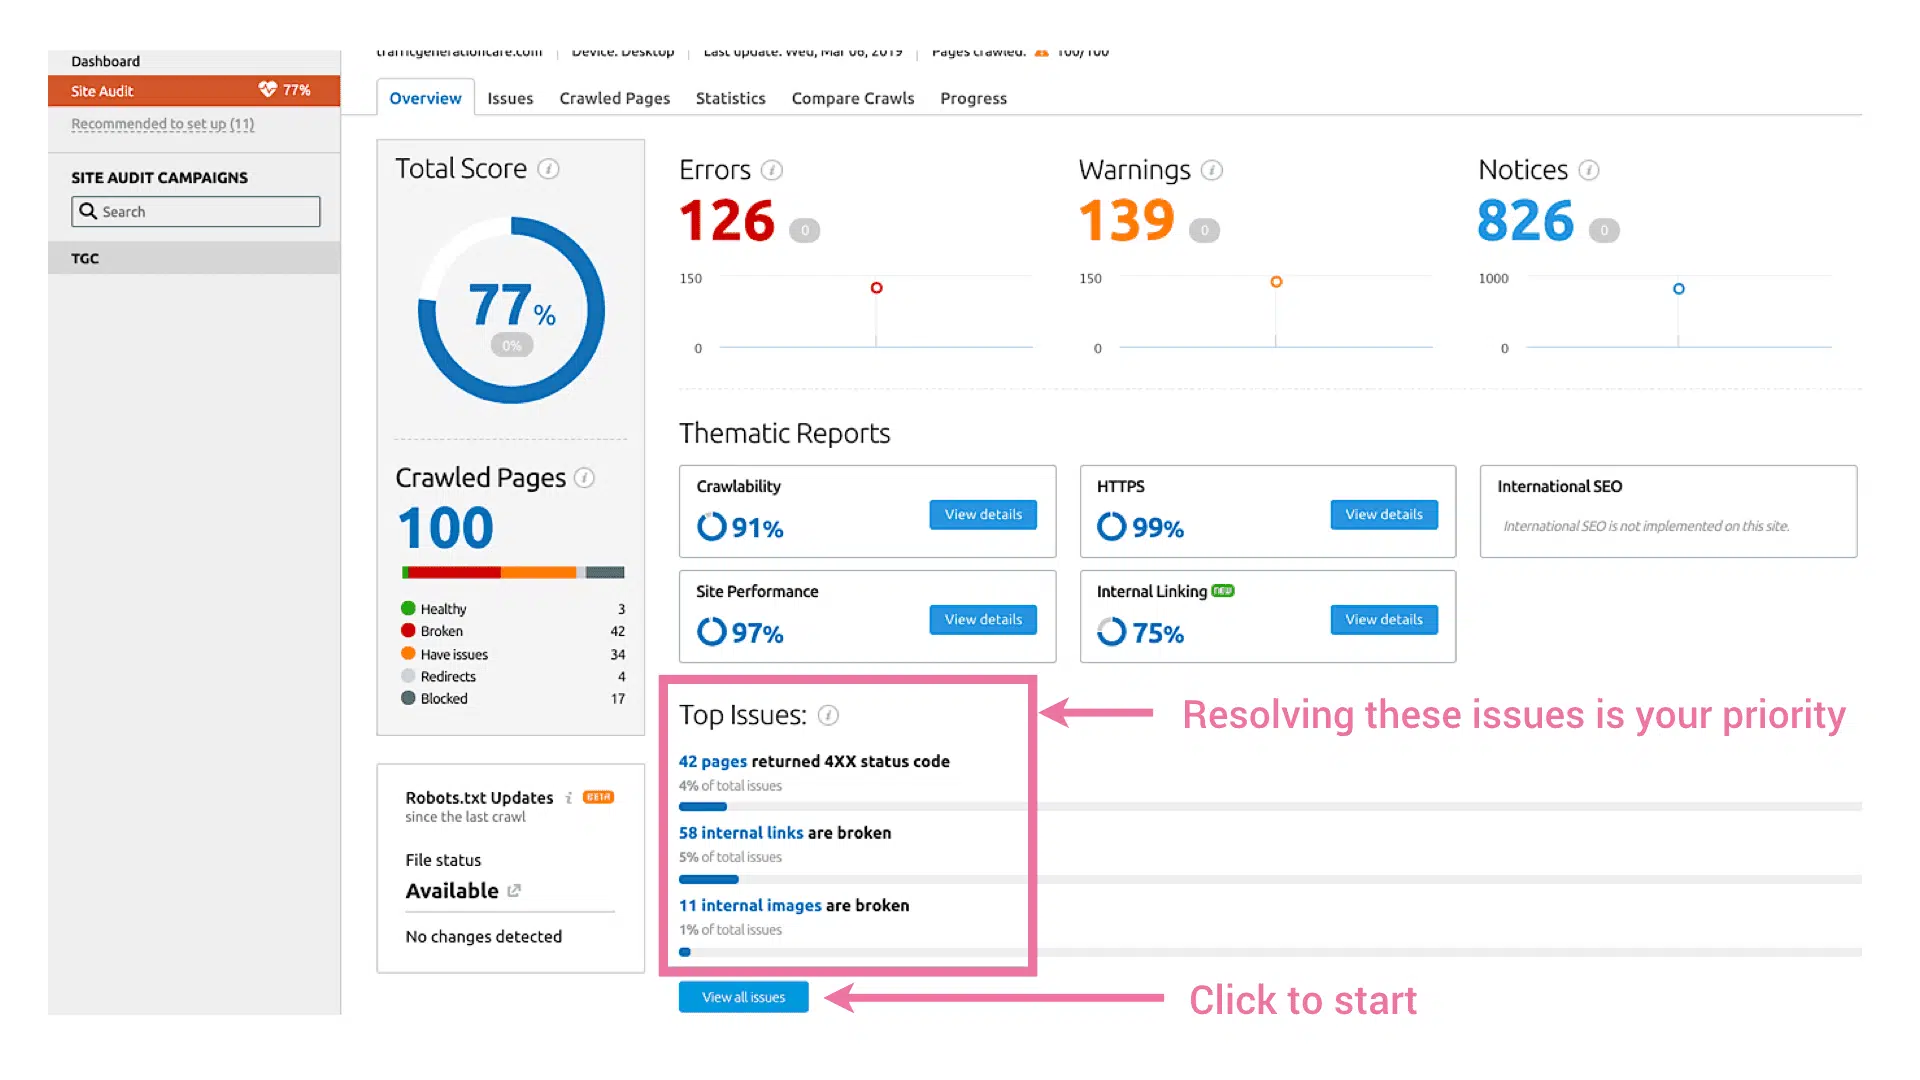 Dashboard
Site Audit 77%
Recommended to set up (11)
SITE AUDIT CAMPAIGNS
Search
TGC
trafficgenerationcafe.com Device: Desktop Last update: Wed, Mar 06, 2019 Pages crawled: 100/100
Overview Issues Crawled Pages Statistics Compare Crawls Progress
Total Score
77%
0%
Crawled Pages
100
Healthy 3
Broken 42
Have issues 34
Redirects 4
Blocked 17
Robots.txt Updates BETA
since the last crawl
File status
Available
No changes detected
Errors
126 0
150
0
Warnings
139 0
150
0
Notices
826 0
1000
0
Thematic Reports
Crawlability
91%
View details
HTTPS
99%
View details
International SEO
International SEO is not implemented on this site.
Site Performance
97%
View details
Internal Linking NEW
75%
View details
Top Issues:
42 pages returned 4XX status code
4% of total issues
58 internal links are broken
5% of total issues
11 internal images are broken
1% of total issues
View all issues
Resolving these issues is your priority
Click to start